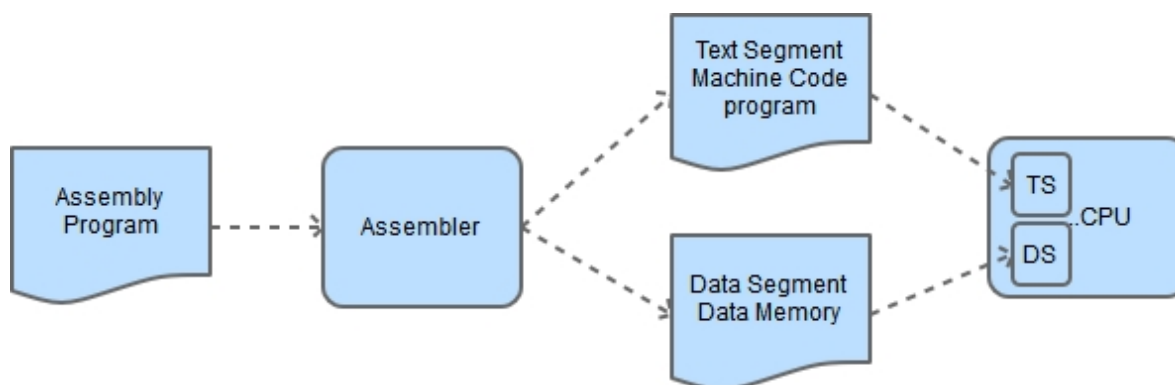 Assembly
Program
Assembler
Text Segment
Machine Code
program
Data Segment
Data Memory
TS
..CPU
DS